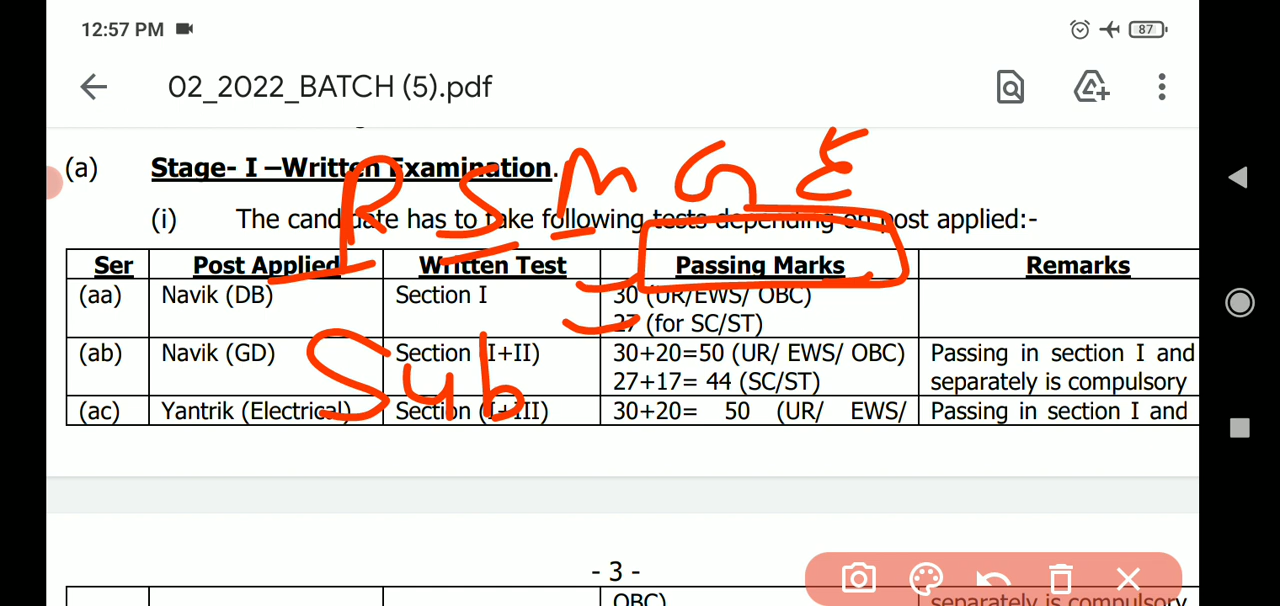 12:57 PM 87
02_2022_BATCH (5).pdf
(a) Stage- I –Written Examination.
R S M G E
(i) The candidate has to take following tests depending on post applied:-
Ser Post Applied Written Test Passing Marks Remarks
(aa) Navik (DB) Section I 30 (UR/EWS/ OBC)
27 (for SC/ST)
(ab) Navik (GD) Section (I+II) 30+20=50 (UR/ EWS/ OBC) Passing in section I and
27+17= 44 (SC/ST) separately is compulsory
Sub
(ac) Yantrik (Electrical) Section (I+III) 30+20= 50 (UR/ EWS/ Passing in section I and
- 3 -
OBC) separately is compulsory